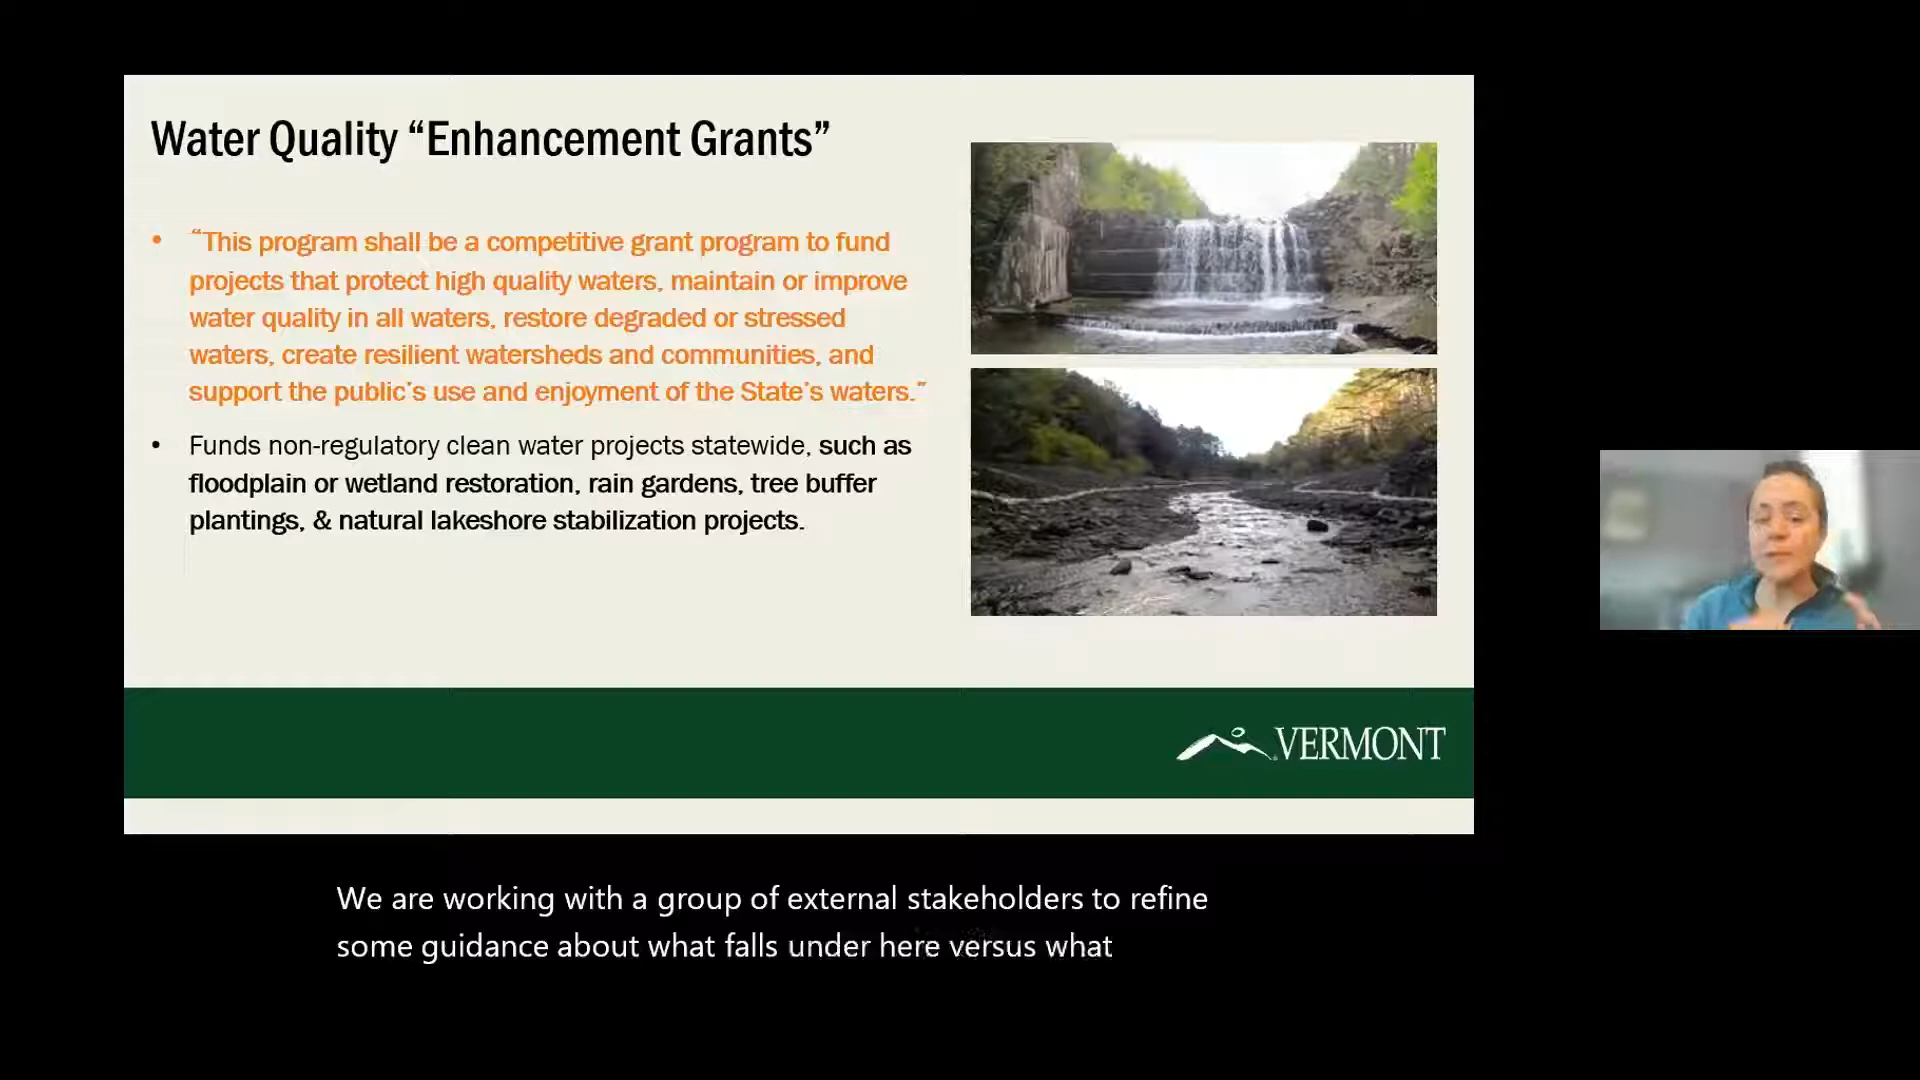 Water Quality “Enhancement Grants”
• “This program shall be a competitive grant program to fund
projects that protect high quality waters, maintain or improve
water quality in all waters, restore degraded or stressed
waters, create resilient watersheds and communities, and
support the public’s use and enjoyment of the State’s waters.”
• Funds non-regulatory clean water projects statewide, such as
floodplain or wetland restoration, rain gardens, tree buffer
plantings, & natural lakeshore stabilization projects.
VERMONT
We are working with a group of external stakeholders to refine
some guidance about what falls under here versus what